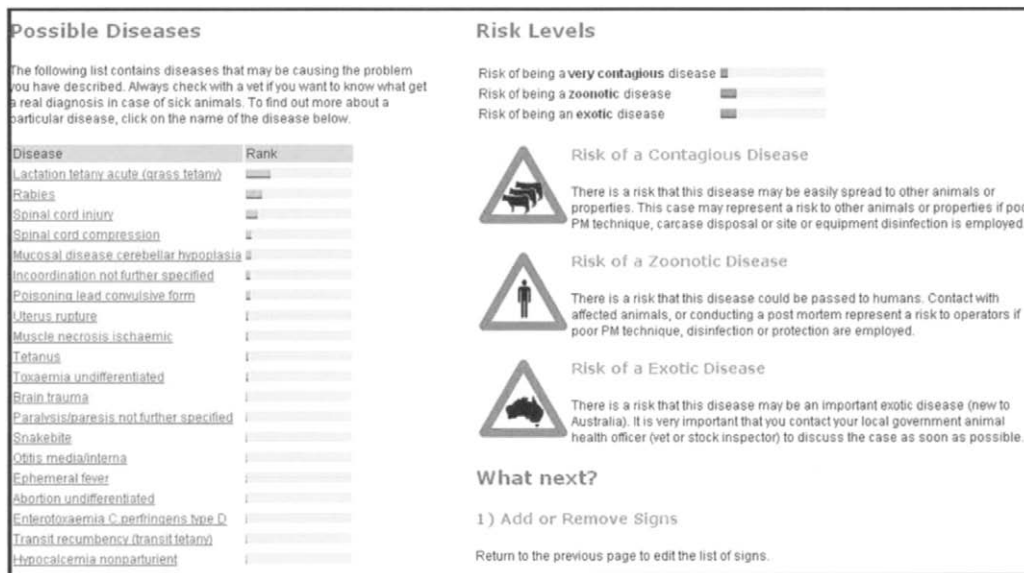 Possible Diseases
The following list contains diseases that may be causing the problem
you have described. Always check with a vet if you want to know what get
a real diagnosis in case of sick animals. To find out more about a
particular disease, click on the name of the disease below.
Disease Rank
Lactation tetany acute (grass tetany)
Rabies
Spinal cord injury
Spinal cord compression
Mucosal disease cerebellar hypoplasia
Incoordination not further specified
Poisoning lead convulsive form
Uterus rupture
Muscle necrosis ischaemic
Tetanus
Toxaemia undifferentiated
Brain trauma
Paralysis/paresis not further specified
Snakebite
Otitis media/interna
Ephemeral fever
Abortion undifferentiated
Enterotoxaemia C.perfringens type D
Transit recumbency (transit tetany)
Hypocalcemia nonparturient
Risk Levels
Risk of being a very contagious disease
Risk of being a zoonotic disease
Risk of being an exotic disease
Risk of a Contagious Disease
There is a risk that this disease may be easily spread to other animals or
properties. This case may represent a risk to other animals or properties if
PM technique, carcase disposal or site or equipment disinfection is employed.
Risk of a Zoonotic Disease
There is a risk that this disease could be passed to humans. Contact with
affected animals, or conducting a post mortem represent a risk to operators if
poor PM technique, disinfection or protection are employed.
Risk of a Exotic Disease
There is a risk that this disease may be an important exotic disease (new to
Australia). It is very important that you contact your local government animal
health officer (vet or stock inspector) to discuss the case as soon as possible.
What next?
1) Add or Remove Signs
Return to the previous page to edit the list of signs.